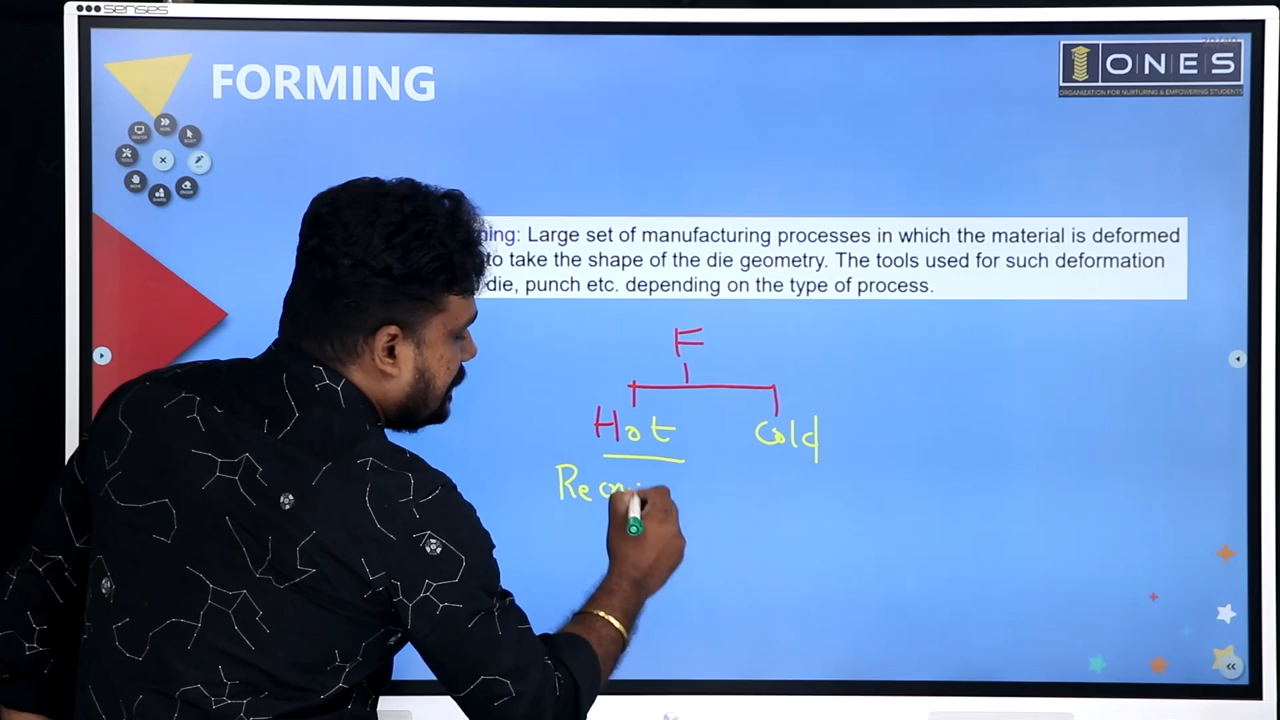 senses
FORMING
ONES
ORGANIZATION FOR NURTURING & EMPOWERING STUDENTS
ming: Large set of manufacturing processes in which the material is deformed
to take the shape of the die geometry. The tools used for such deformation
die, punch etc. depending on the type of process.
F
Hot Cold
Re